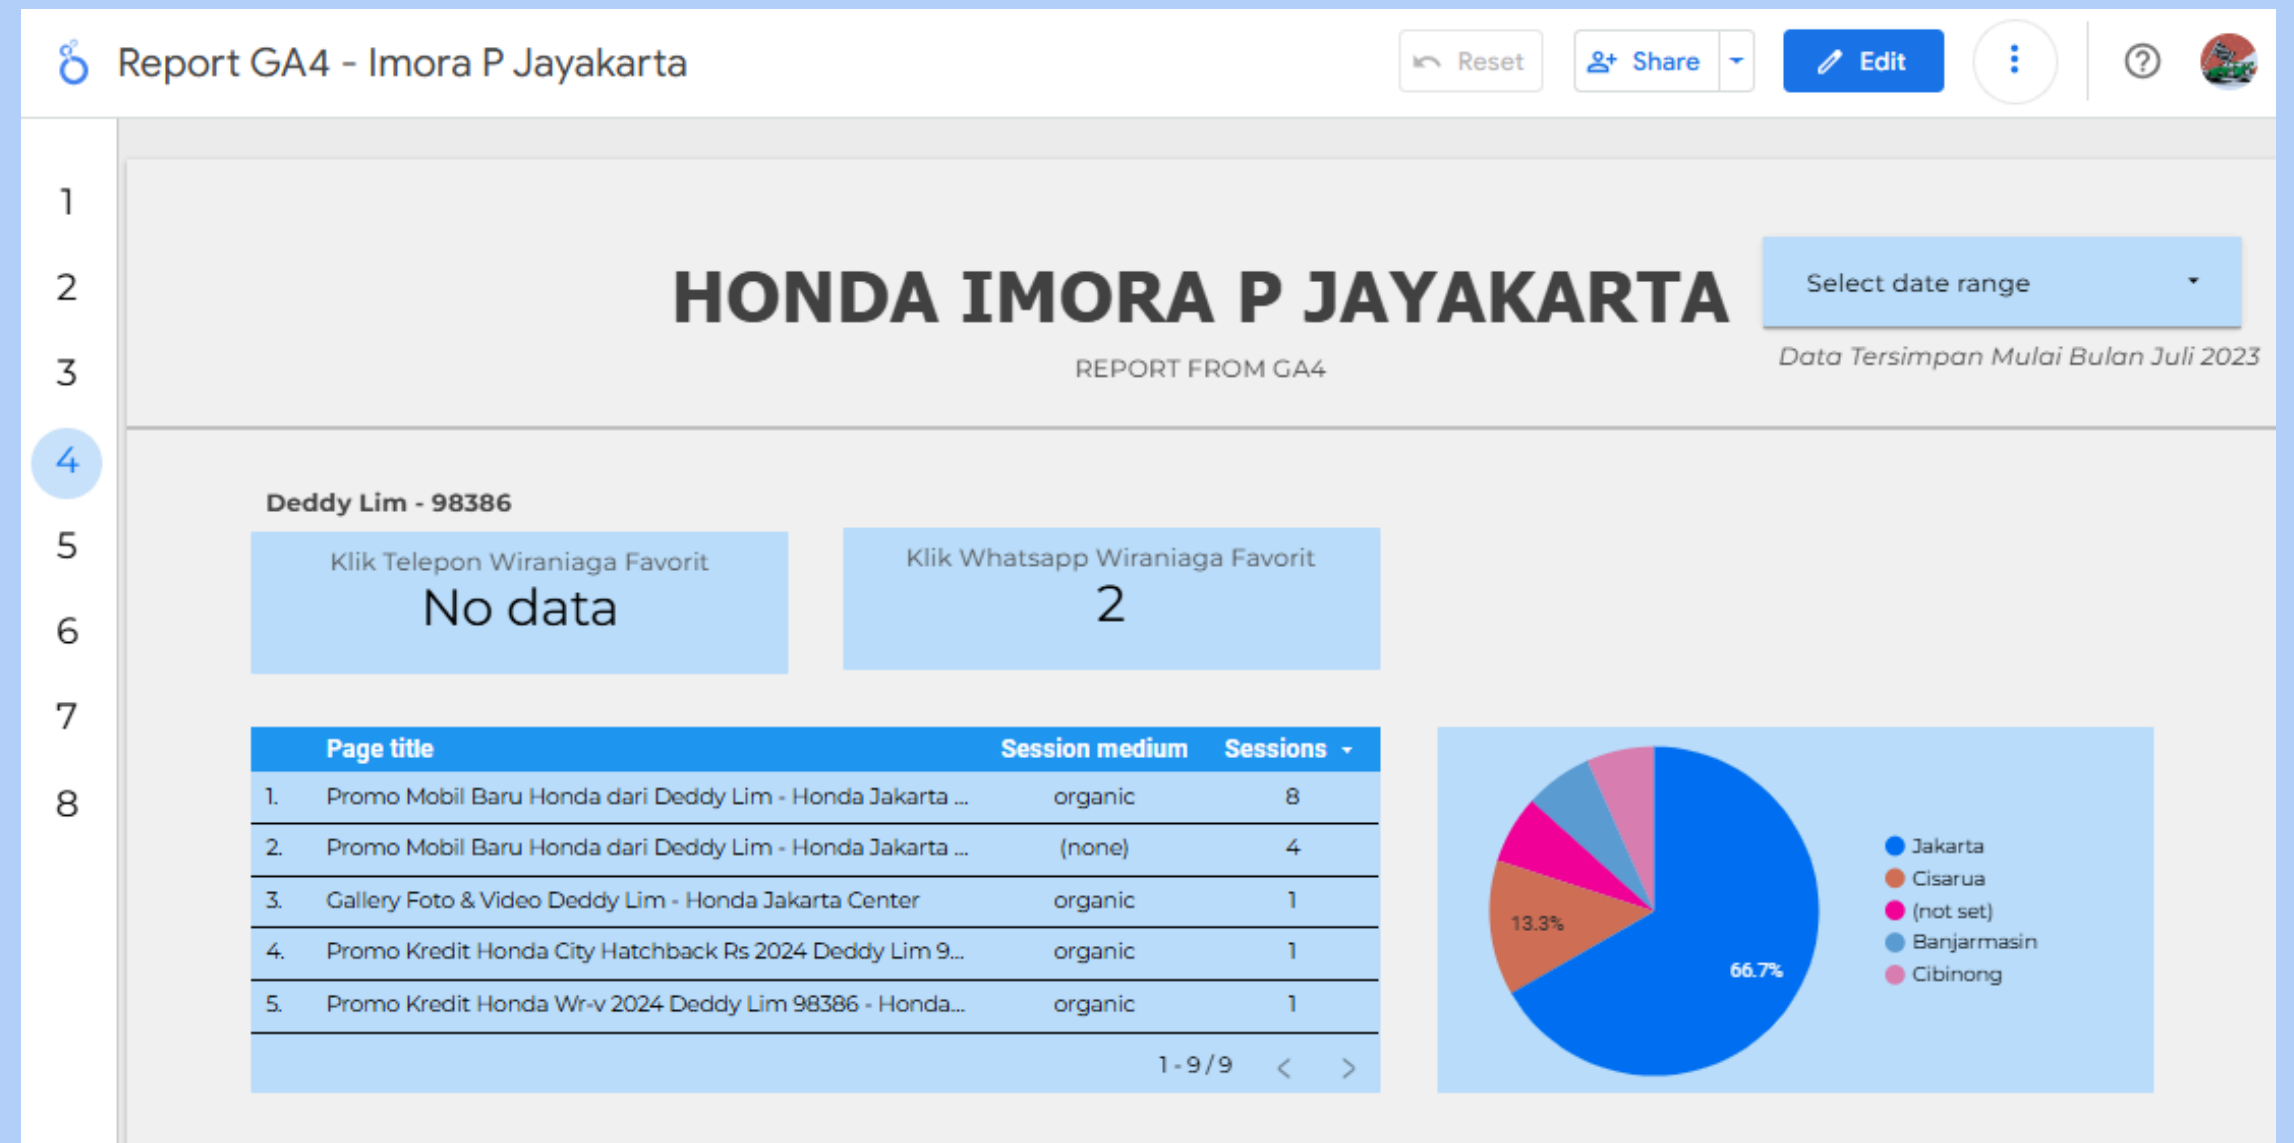 Report GA4 - Imora P Jayakarta
Reset
Share
Edit
1
2
3
4
5
6
7
8
HONDA IMORA P JAYAKARTA
REPORT FROM GA4
Select date range
Data Tersimpan Mulai Bulan Juli 2023
Deddy Lim - 98386
Klik Telepon Wiraniaga Favorit
No data
Klik Whatsapp Wiraniaga Favorit
2
Page title Session medium Sessions
1. Promo Mobil Baru Honda dari Deddy Lim - Honda Jakarta ... organic 8
2. Promo Mobil Baru Honda dari Deddy Lim - Honda Jakarta ... (none) 4
3. Gallery Foto & Video Deddy Lim - Honda Jakarta Center organic 1
4. Promo Kredit Honda City Hatchback Rs 2024 Deddy Lim 9... organic 1
5. Promo Kredit Honda Wr-v 2024 Deddy Lim 98386 - Honda... organic 1
1 - 9 / 9 < >
13.3%
66.7%
Jakarta
Cisarua
(not set)
Banjarmasin
Cibinong